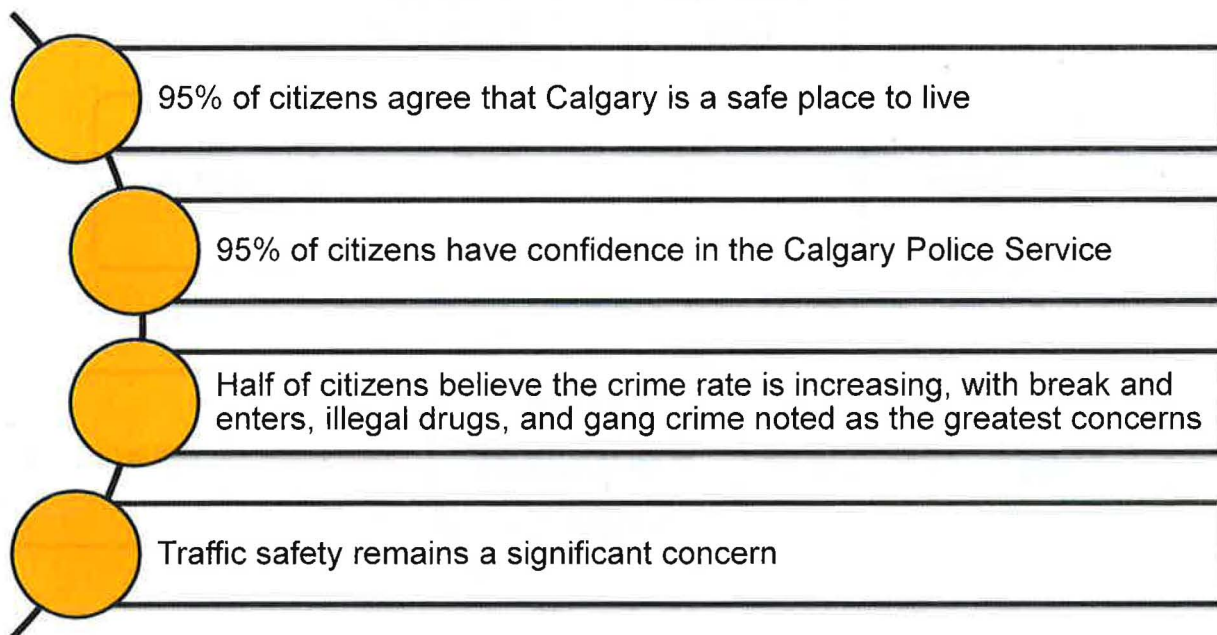 95% of citizens agree that Calgary is a safe place to live
95% of citizens have confidence in the Calgary Police Service
Half of citizens believe the crime rate is increasing, with break and
enters, illegal drugs, and gang crime noted as the greatest concerns
Traffic safety remains a significant concern